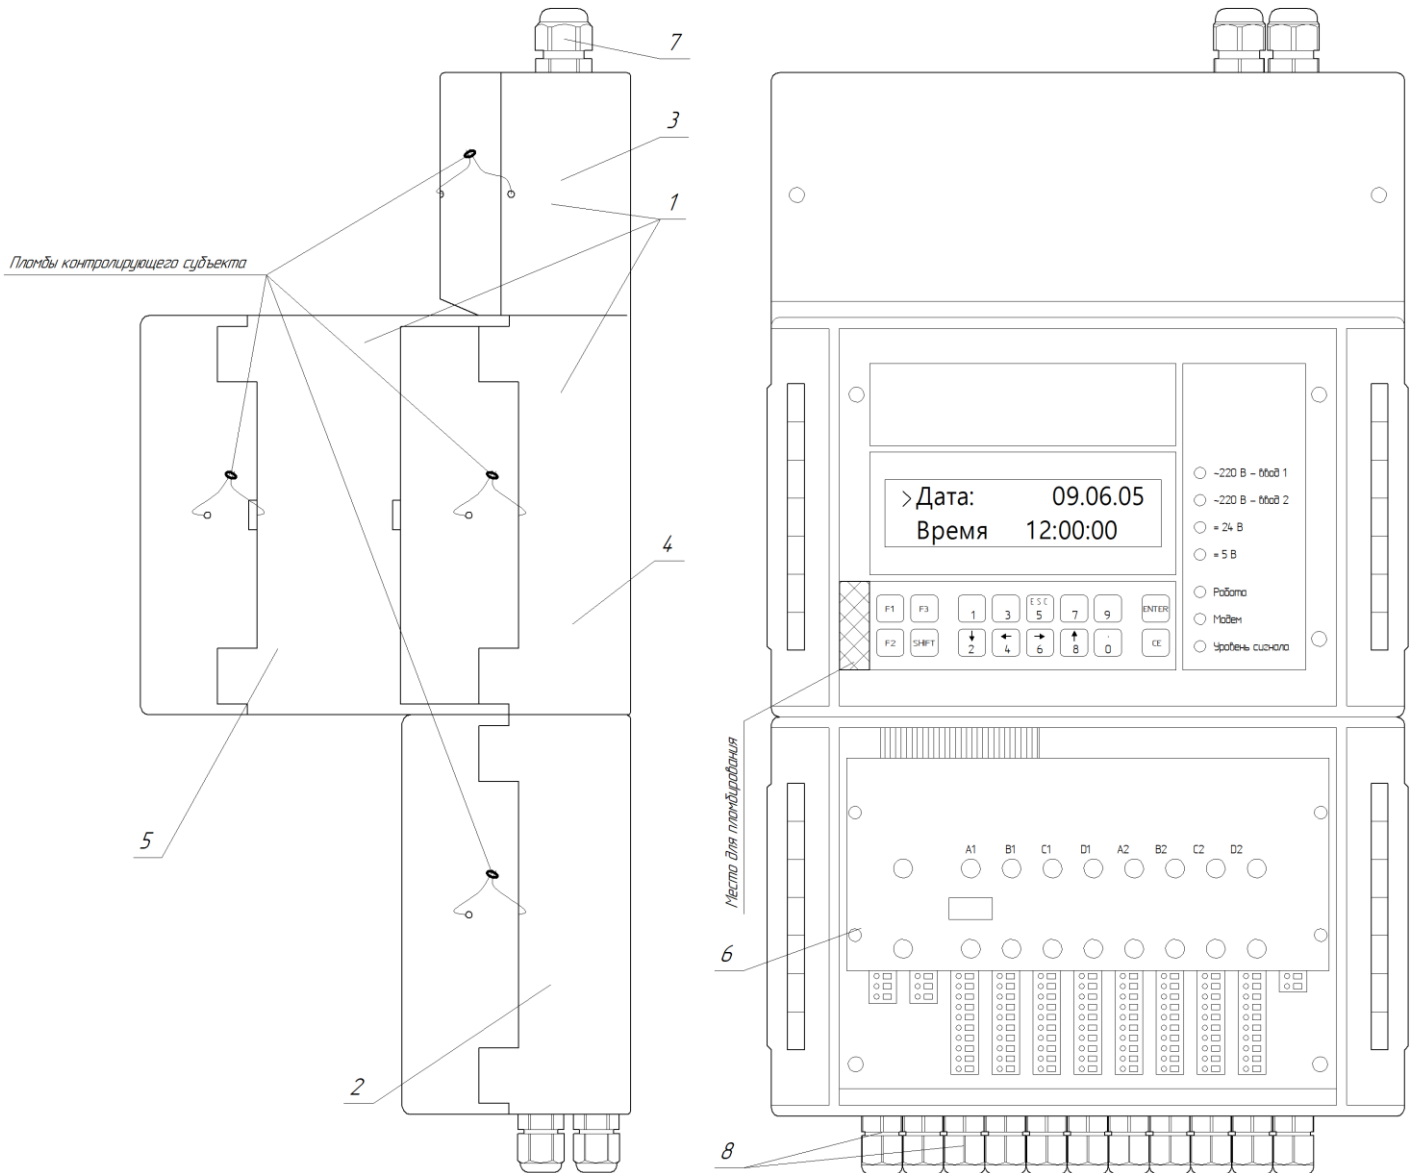 7
3
1
Пломбы контролирующего субъекта
4
5
2
~220 В – ввод 1
~220 В – ввод 2
= 24 В
= 5 В
Работа
Модем
Уровень сигнала
>Дата: 09.06.05
Время 12:00:00
F1 F3 1 3 ESC 5 7 9 ENTER
F2 SHIFT 2 4 6 8 . 0 CE
Место для пломбирования
A1 B1 C1 D1 A2 B2 C2 D2
6
8